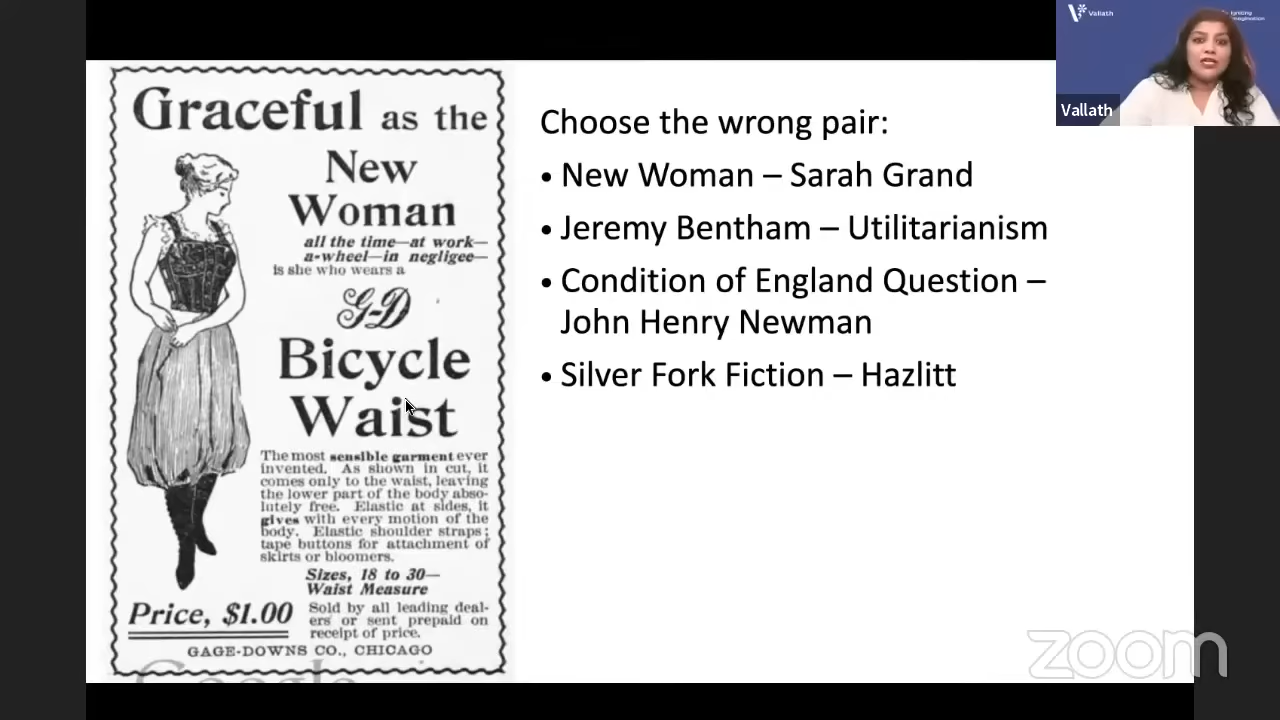 Graceful as the
New
Woman
all the time—at work—
a-wheel—in negligee—
is she who wears a
G-D
Bicycle
Waist
The most sensible garment ever
invented. As shown in cut, it
comes only to the waist, leaving
the lower part of the body abso-
lutely free. Elastic at sides, it
gives with every motion of the
body. Elastic shoulder straps;
tape buttons for attachment of
skirts or bloomers.
Sizes, 18 to 30—
Waist Measure
Price, $1.00
Sold by all leading deal-
ers or sent prepaid on
receipt of price.
GAGE-DOWNS CO., CHICAGO
Choose the wrong pair:
• New Woman – Sarah Grand
• Jeremy Bentham – Utilitarianism
• Condition of England Question –
John Henry Newman
• Silver Fork Fiction – Hazlitt
Vallath
Vallath
zoom